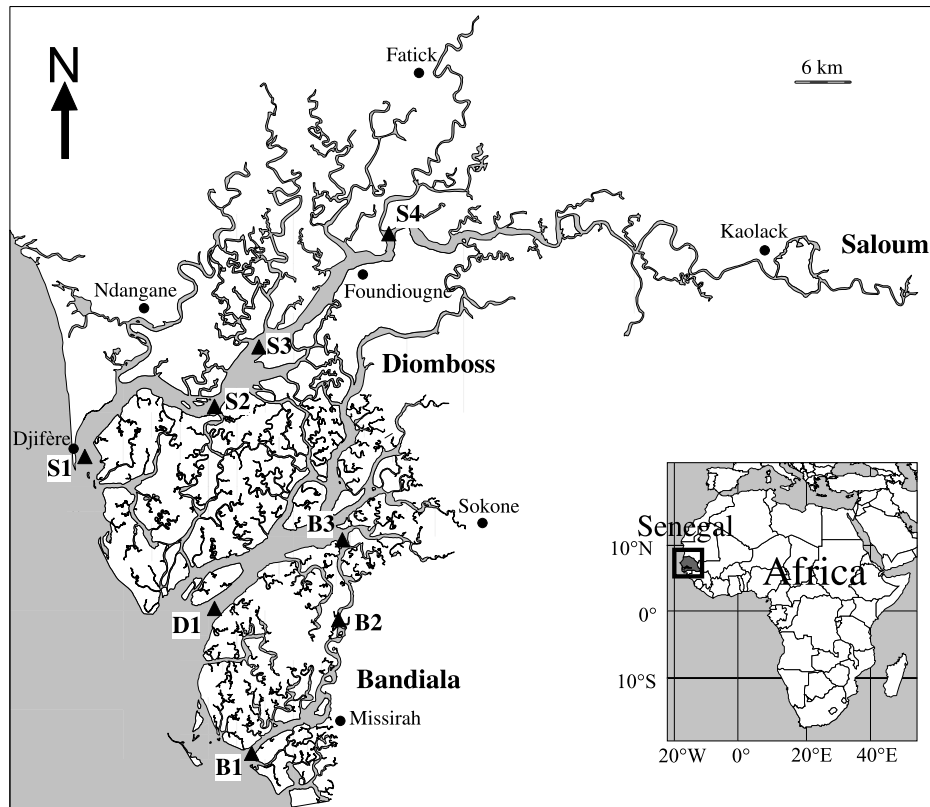 Fatick
N
6 km
S4
Kaolack
Saloum
Ndangane
Foundiougne
S3
Diomboss
S2
Djifère
S1
Sokone
B3
Senegal
10°N
Africa
D1
B2
0°
Bandiala
10°S
Missirah
B1
20°W
0°
20°E
40°E